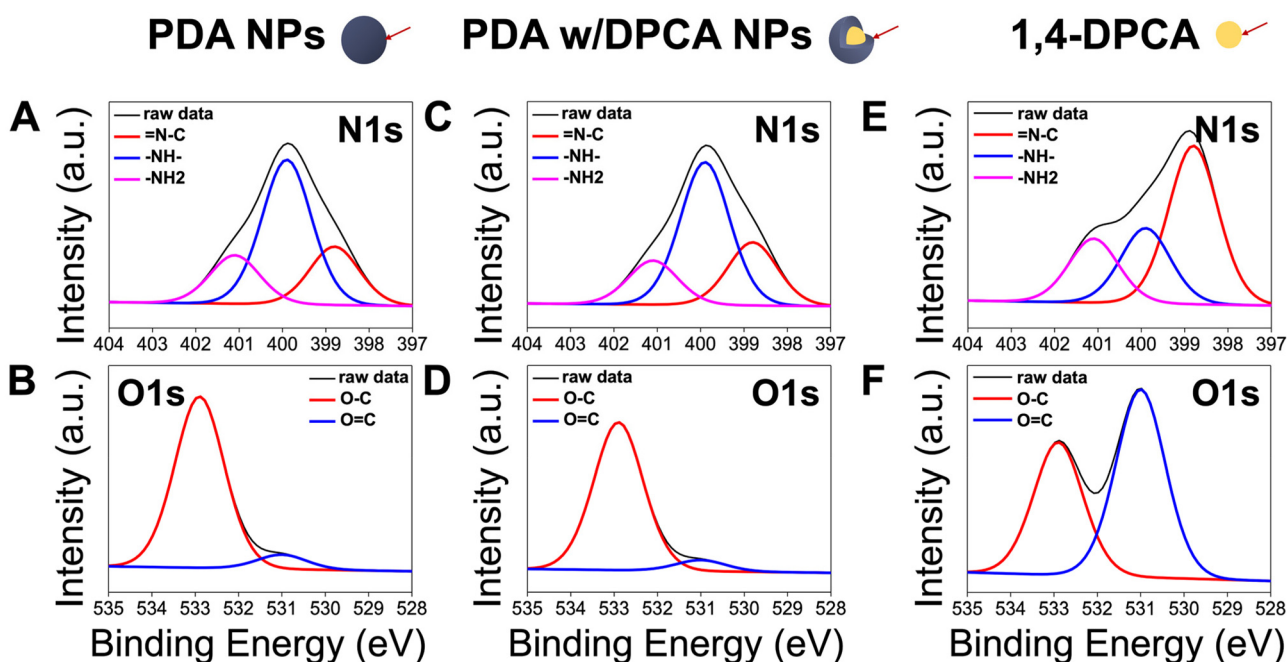 PDA NPs
PDA w/DPCA NPs
1,4-DPCA
A
Intensity (a.u.)
raw data
=N-C
-NH-
-NH2
N1s
404 403 402 401 400 399 398 397
C
raw data
=N-C
-NH-
-NH2
N1s
404 403 402 401 400 399 398 397
E
Intensity (a.u.)
raw data
=N-C
-NH-
-NH2
N1s
404 403 402 401 400 399 398 397
B
Intensity (a.u.)
O1s
raw data
O-C
O=C
535 534 533 532 531 530 529 528
Binding Energy (eV)
D
raw data
O-C
O=C
O1s
535 534 533 532 531 530 529 528
Binding Energy (eV)
F
Intensity (a.u.)
raw data
O-C
O=C
O1s
535 534 533 532 531 530 529 528
Binding Energy (eV)